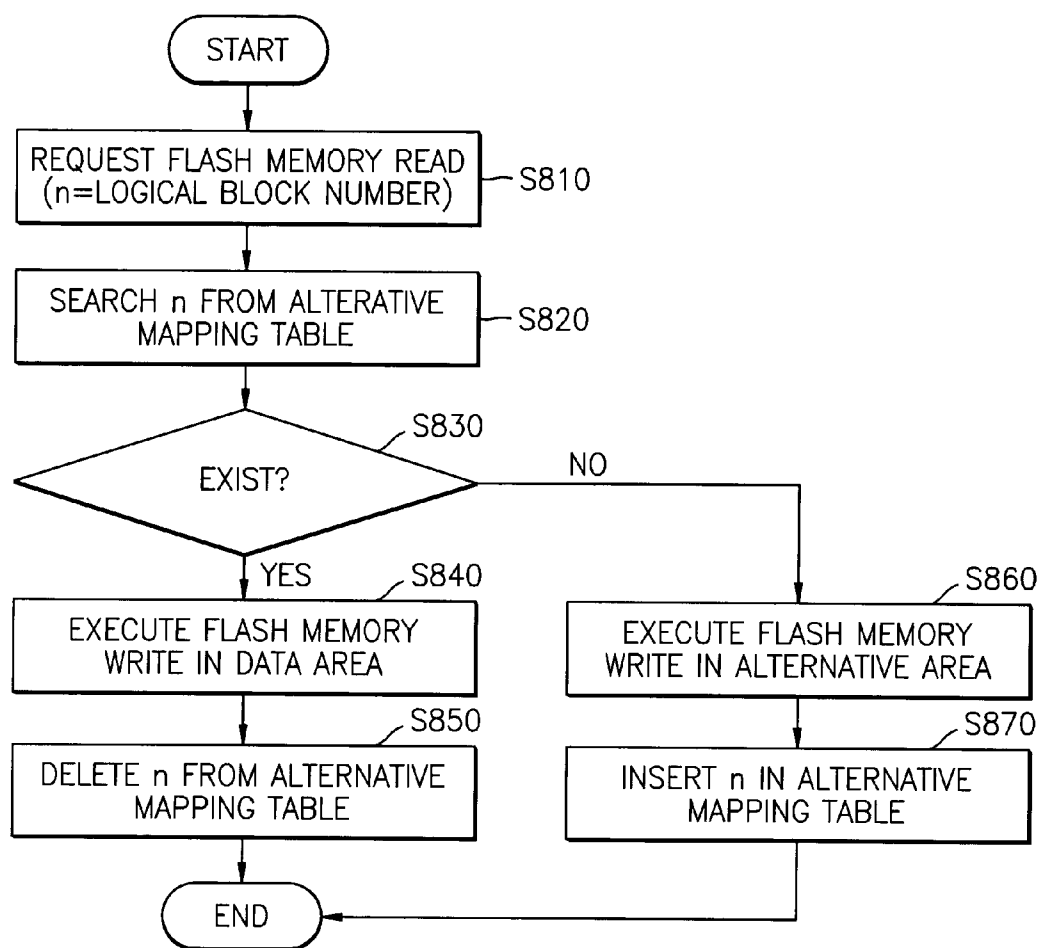 START
REQUEST FLASH MEMORY READ
(n=LOGICAL BLOCK NUMBER)
S810
SEARCH n FROM ALTERATIVE
MAPPING TABLE
S820
S830
EXIST?
NO
YES
S840
EXECUTE FLASH MEMORY
WRITE IN DATA AREA
S860
EXECUTE FLASH MEMORY
WRITE IN ALTERNATIVE AREA
S850
DELETE n FROM ALTERNATIVE
MAPPING TABLE
S870
INSERT n IN ALTERNATIVE
MAPPING TABLE
END